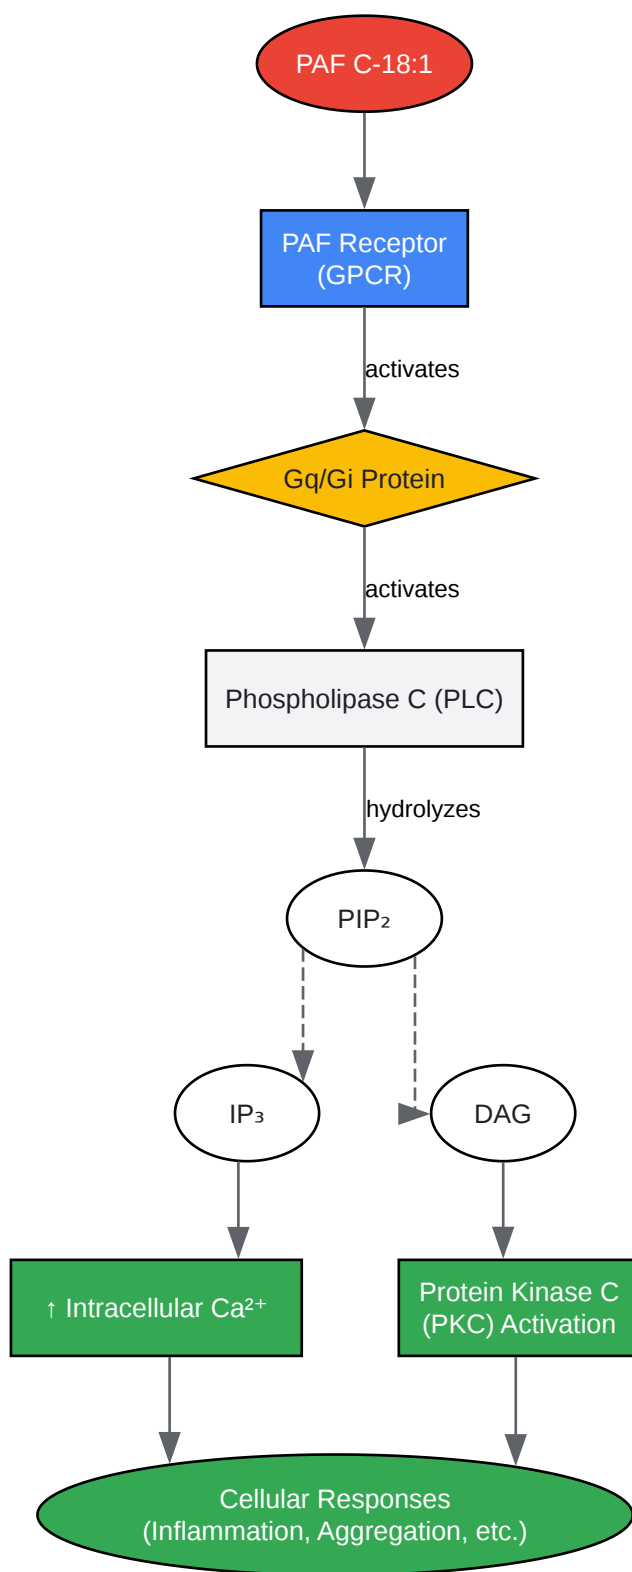 PAF C-18:1
PAF Receptor
(GPCR)
activates
Gq/Gi Protein
activates
Phospholipase C (PLC)
hydrolyzes
PIP₂
IP₃
DAG
↑ Intracellular Ca²⁺
Protein Kinase C
(PKC) Activation
Cellular Responses
(Inflammation, Aggregation, etc.)